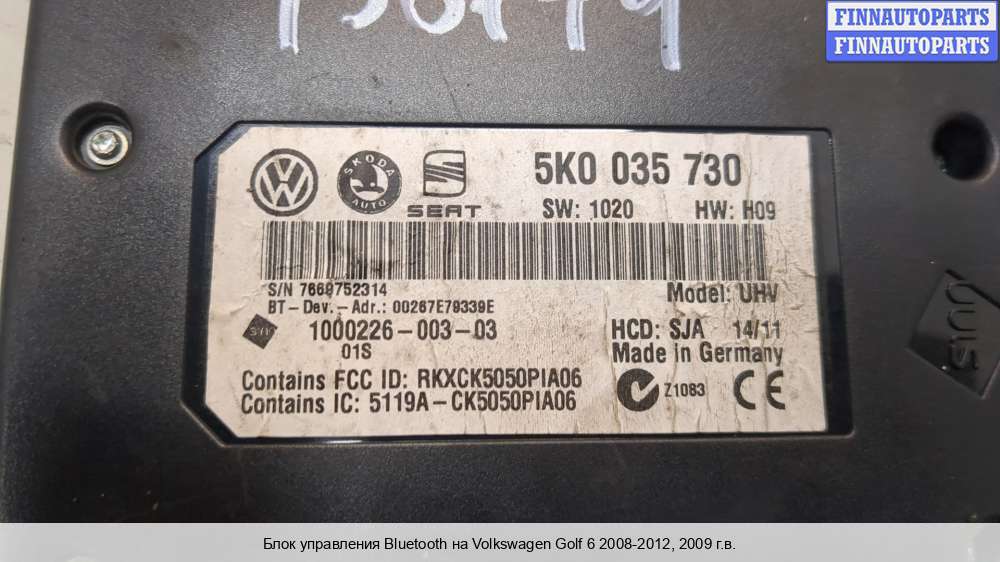 FINNAUTOPARTS
FINNAUTOPARTS
SKODA
AUTO
SEAT
5K0 035 730
SW: 1020 HW: H09
S/N 7669752314
BT-Dev.-Adr.: 00267E79339E
Model: UHV
1000226-003-03
01S
HCD: SJA 14/11
Made in Germany
Contains FCC ID: RKXCK5050PIA06
Contains IC: 5119A-CK5050PIA06
Z1083
CE
Блок управления Bluetooth на Volkswagen Golf 6 2008-2012, 2009 г.в.